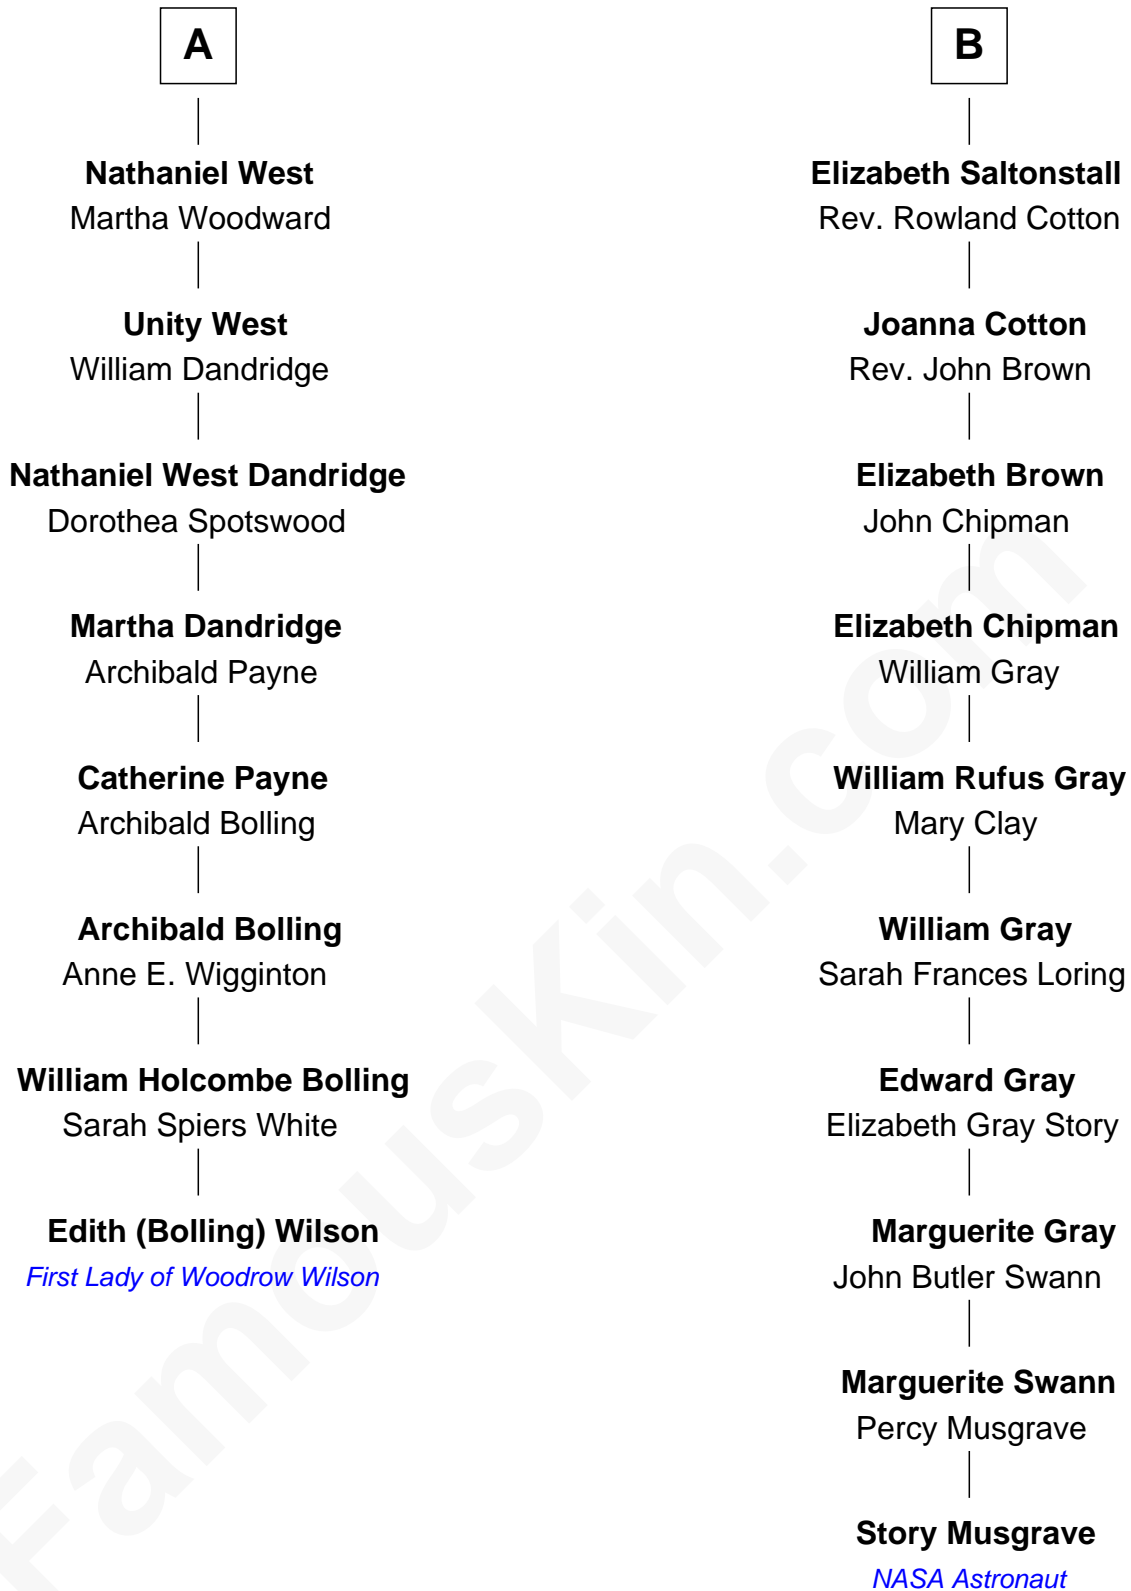 A
Nathaniel West
Martha Woodward
Unity West
William Dandridge
Nathaniel West Dandridge
Dorothea Spotswood
Martha Dandridge
Archibald Payne
Catherine Payne
Archibald Bolling
Archibald Bolling
Anne E. Wigginton
William Holcombe Bolling
Sarah Spiers White
Edith (Bolling) Wilson
First Lady of Woodrow Wilson
B
Elizabeth Saltonstall
Rev. Rowland Cotton
Joanna Cotton
Rev. John Brown
Elizabeth Brown
John Chipman
Elizabeth Chipman
William Gray
William Rufus Gray
Mary Clay
William Gray
Sarah Frances Loring
Edward Gray
Elizabeth Gray Story
Marguerite Gray
John Butler Swann
Marguerite Swann
Percy Musgrave
Story Musgrave
NASA Astronaut
FamousKin.com